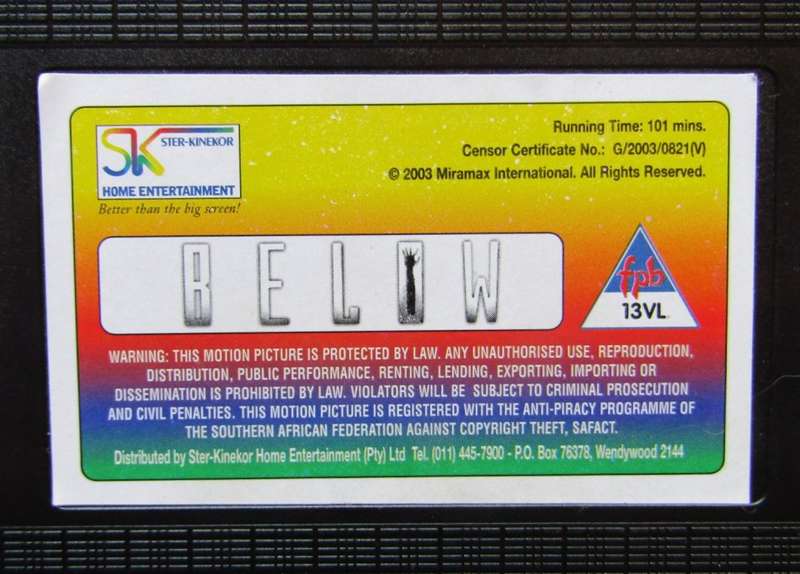 SK STER-KINEKOR
HOME ENTERTAINMENT
Better than the big screen!
Running Time: 101 mins.
Censor Certificate No.: G/2003/0821(V)
© 2003 Miramax International. All Rights Reserved.
BELOW
fpb
13VL
WARNING: THIS MOTION PICTURE IS PROTECTED BY LAW. ANY UNAUTHORISED USE, REPRODUCTION,
DISTRIBUTION, PUBLIC PERFORMANCE, RENTING, LENDING, EXPORTING, IMPORTING OR
DISSEMINATION IS PROHIBITED BY LAW. VIOLATORS WILL BE SUBJECT TO CRIMINAL PROSECUTION
AND CIVIL PENALTIES. THIS MOTION PICTURE IS REGISTERED WITH THE ANTI-PIRACY PROGRAMME OF
THE SOUTHERN AFRICAN FEDERATION AGAINST COPYRIGHT THEFT, SAFACT.
Distributed by Ster-Kinekor Home Entertainment (Pty) Ltd Tel. (011) 445-7900 - P.O. Box 76378, Wendywood 2144